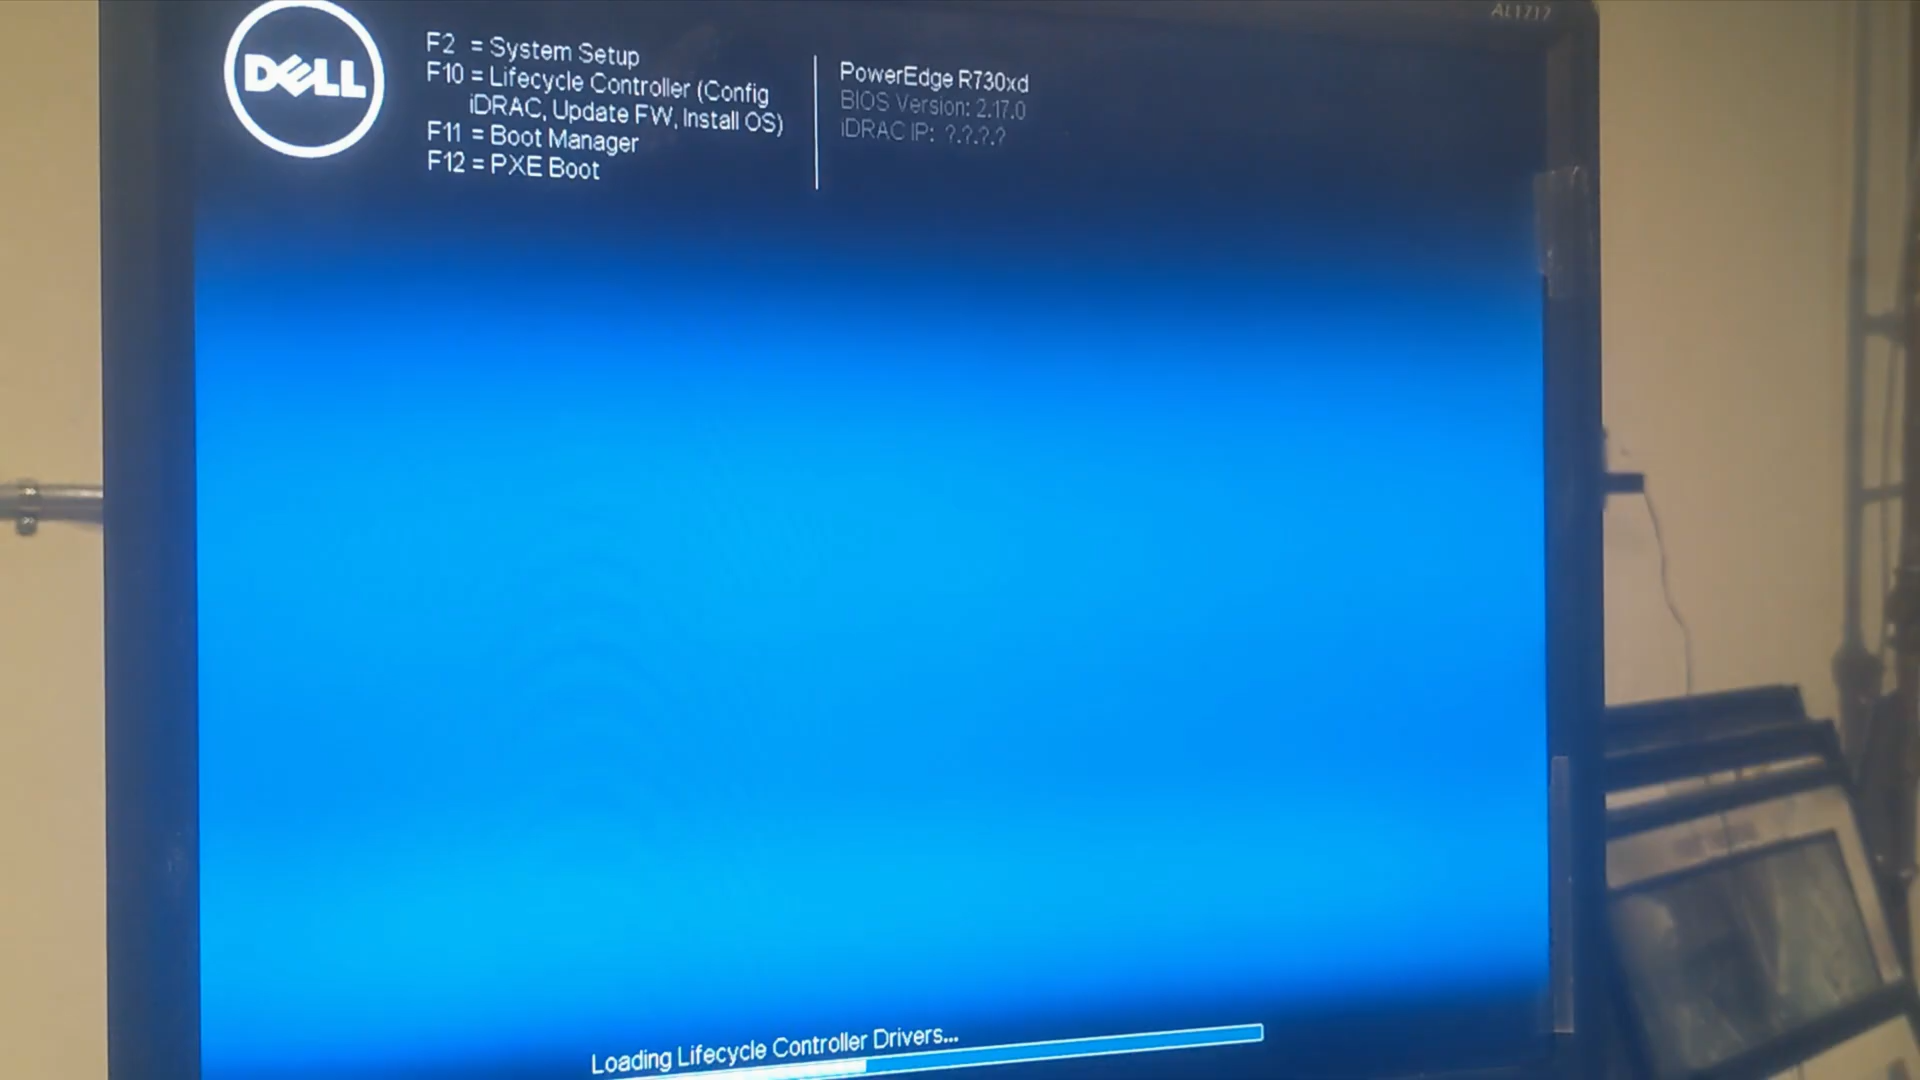 DELL
F2 = System Setup
F10 = Lifecycle Controller (Config
iDRAC, Update FW, Install OS)
F11 = Boot Manager
F12 = PXE Boot
PowerEdge R730xd
BIOS Version: 2.17.0
iDRAC IP: ?.?.?.?
AL1717
Loading Lifecycle Controller Drivers...